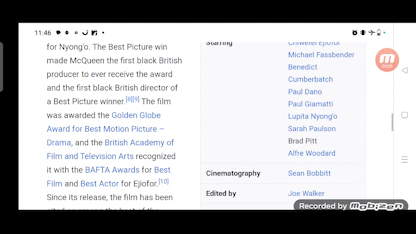 11:46
for Nyong'o. The Best Picture win
made McQueen the first black British
producer to ever receive the award
and the first black British director of
a Best Picture winner.[8][9] The film
was awarded the Golden Globe
Award for Best Motion Picture –
Drama, and the British Academy of
Film and Television Arts recognized
it with the BAFTA Awards for Best
Film and Best Actor for Ejiofor.[10]
Since its release, the film has been
Starring
Chiwetel Ejiofor
Michael Fassbender
Benedict
Cumberbatch
Paul Dano
Paul Giamatti
Lupita Nyong'o
Sarah Paulson
Brad Pitt
Alfre Woodard
Cinematography Sean Bobbitt
Edited by Joe Walker
Recorded by Mobizen